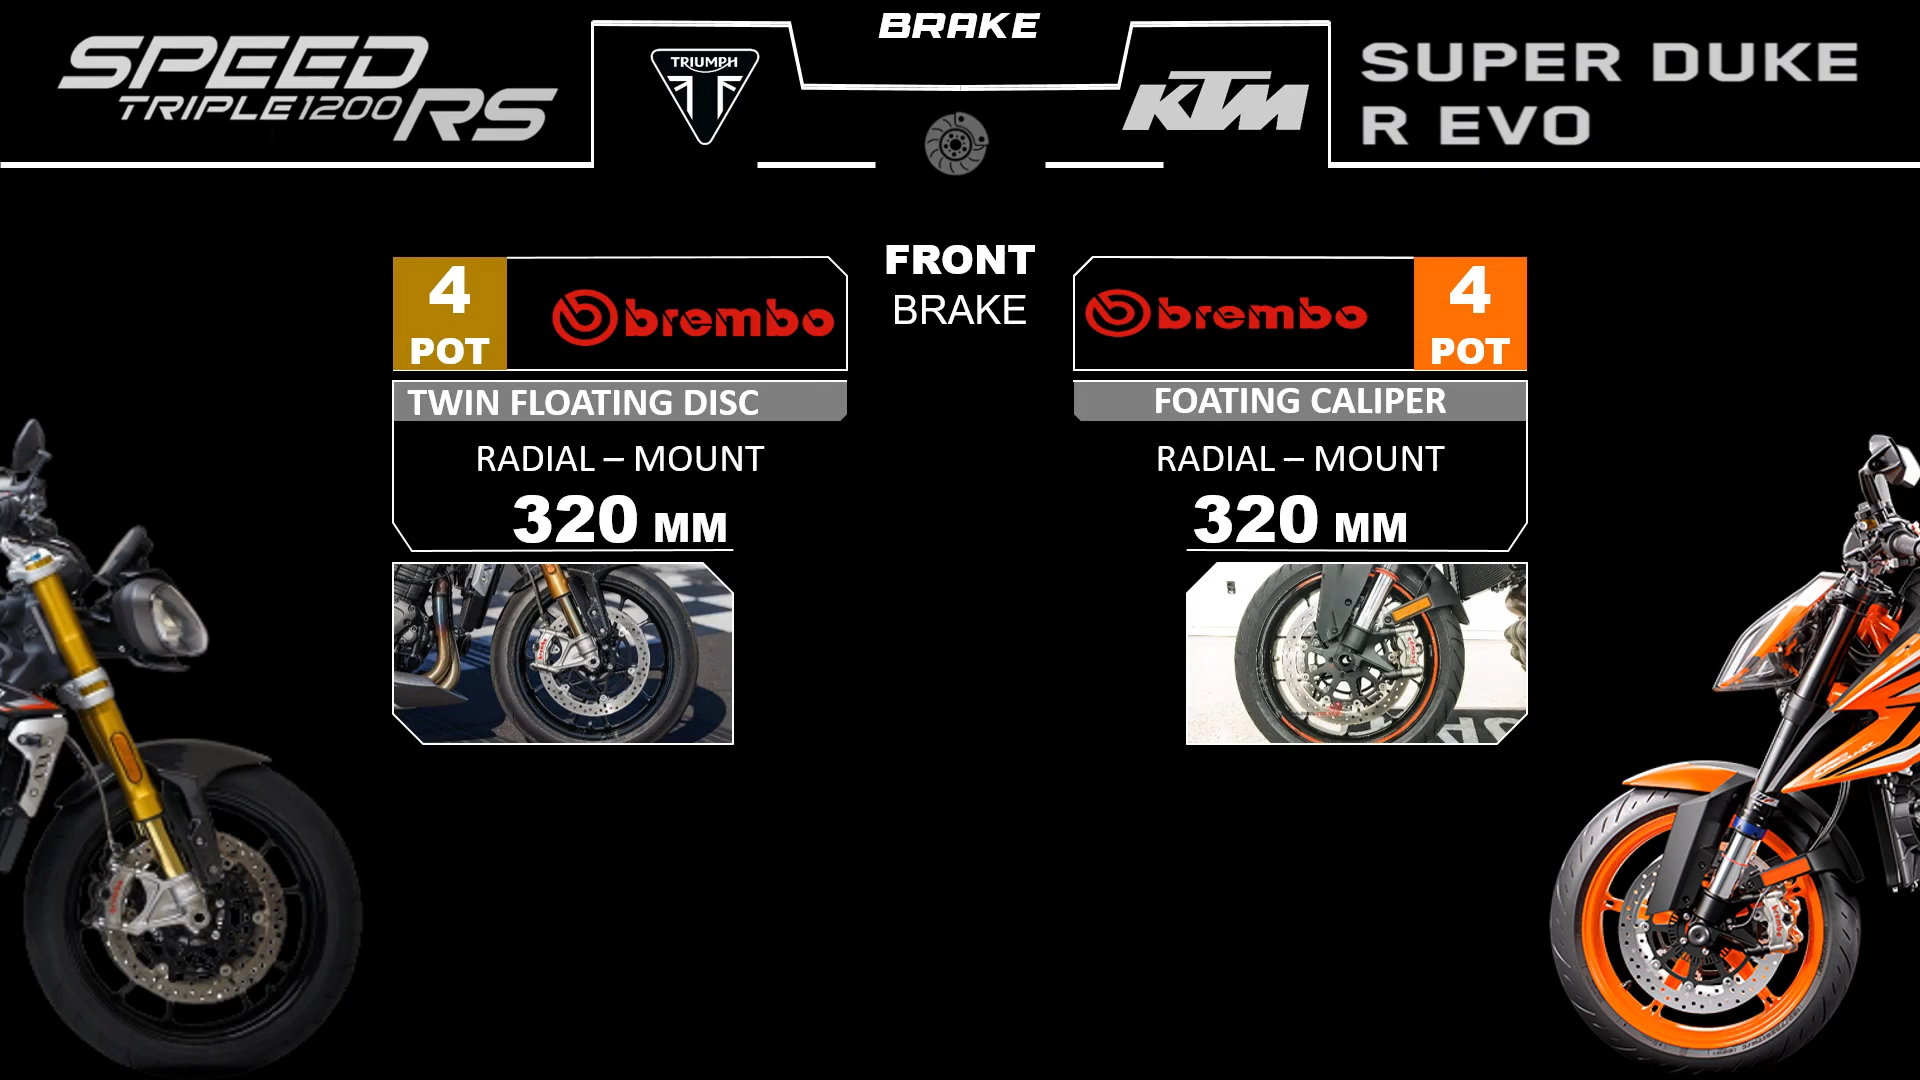 BRAKE
SPEED
TRIPLE 1200 RS
TRIUMPH
KTM
SUPER DUKE
R EVO
FRONT
BRAKE
4
POT
brembo
TWIN FLOATING DISC
RADIAL – MOUNT
320 MM
brembo
4
POT
FOATING CALIPER
RADIAL – MOUNT
320 MM